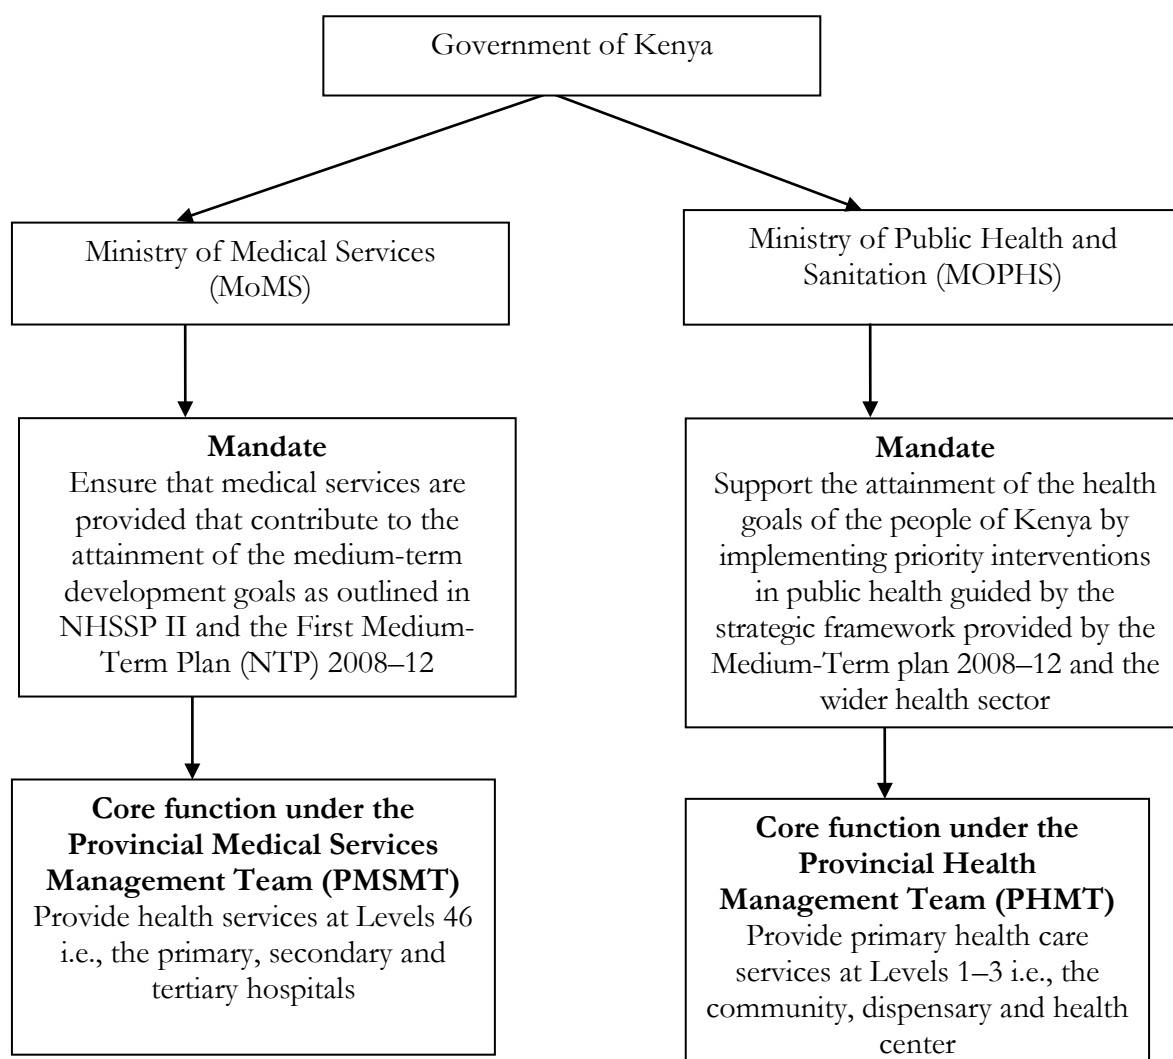 Government of Kenya
Ministry of Medical Services
(MoMS)
Ministry of Public Health and
Sanitation (MOPHS)
Mandate
Ensure that medical services are
provided that contribute to the
attainment of the medium-term
development goals as outlined in
NHSSP II and the First Medium-
Term Plan (NTP) 2008–12
Mandate
Support the attainment of the health
goals of the people of Kenya by
implementing priority interventions
in public health guided by the
strategic framework provided by the
Medium-Term plan 2008–12 and the
wider health sector
Core function under the
Provincial Medical Services
Management Team (PMSMT)
Provide health services at Levels 46
i.e., the primary, secondary and
tertiary hospitals
Core function under the
Provincial Health
Management Team (PHMT)
Provide primary health care
services at Levels 1–3 i.e., the
community, dispensary and health
center